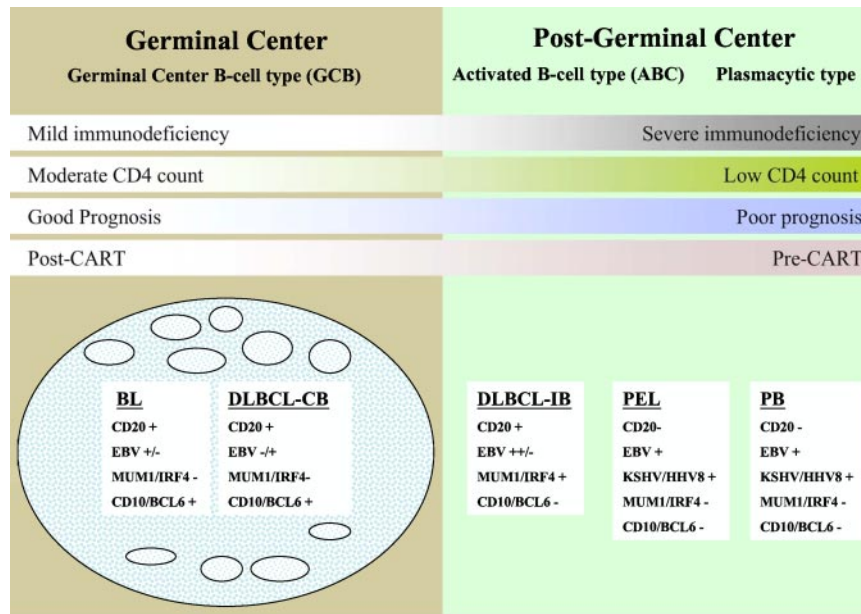 Germinal Center
Germinal Center B-cell type (GCB)
Post-Germinal Center
Activated B-cell type (ABC) Plasmacytic type
Mild immunodeficiency Severe immunodeficiency
Moderate CD4 count Low CD4 count
Good Prognosis Poor prognosis
Post-CART Pre-CART
BL
CD20 +
EBV +/-
MUM1/IRF4 -
CD10/BCL6 +
DLBCL-CB
CD20 +
EBV -/+
MUM1/IRF4-
CD10/BCL6 +
DLBCL-IB
CD20 +
EBV ++/-
MUM1/IRF4 +
CD10/BCL6 -
PEL
CD20-
EBV +
KSHV/HHV8 +
MUM1/IRF4 -
CD10/BCL6 -
PB
CD20 -
EBV +
KSHV/HHV8 +
MUM1/IRF4 -
CD10/BCL6 -